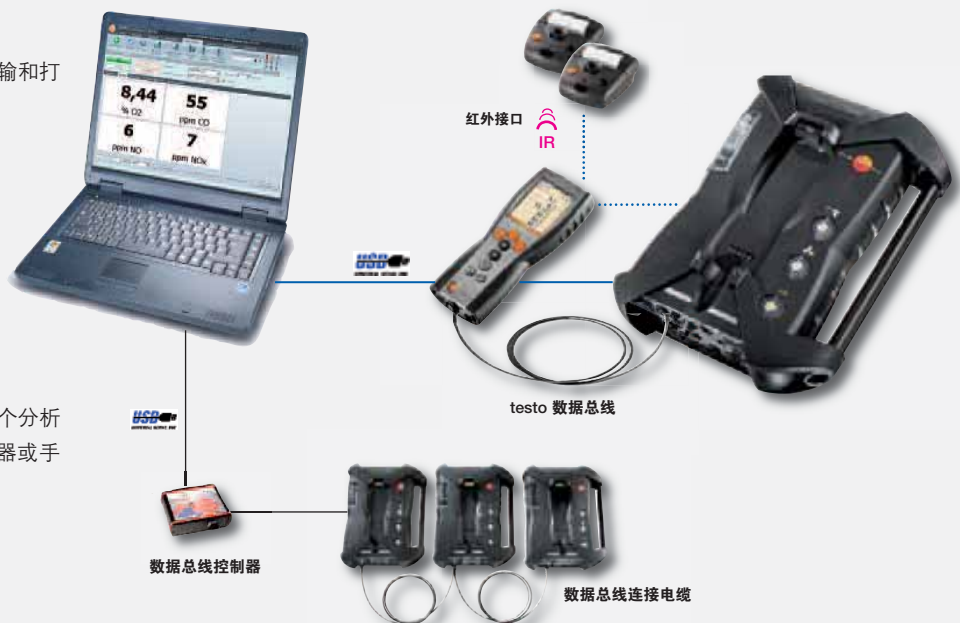 输和打
8,44
% O2
55
ppm CO
6
ppm NO
7
ppm NOx
红外接口
IR
USB
testo 数据总线
个分析
器或手
USB
数据总线控制器
数据总线连接电缆